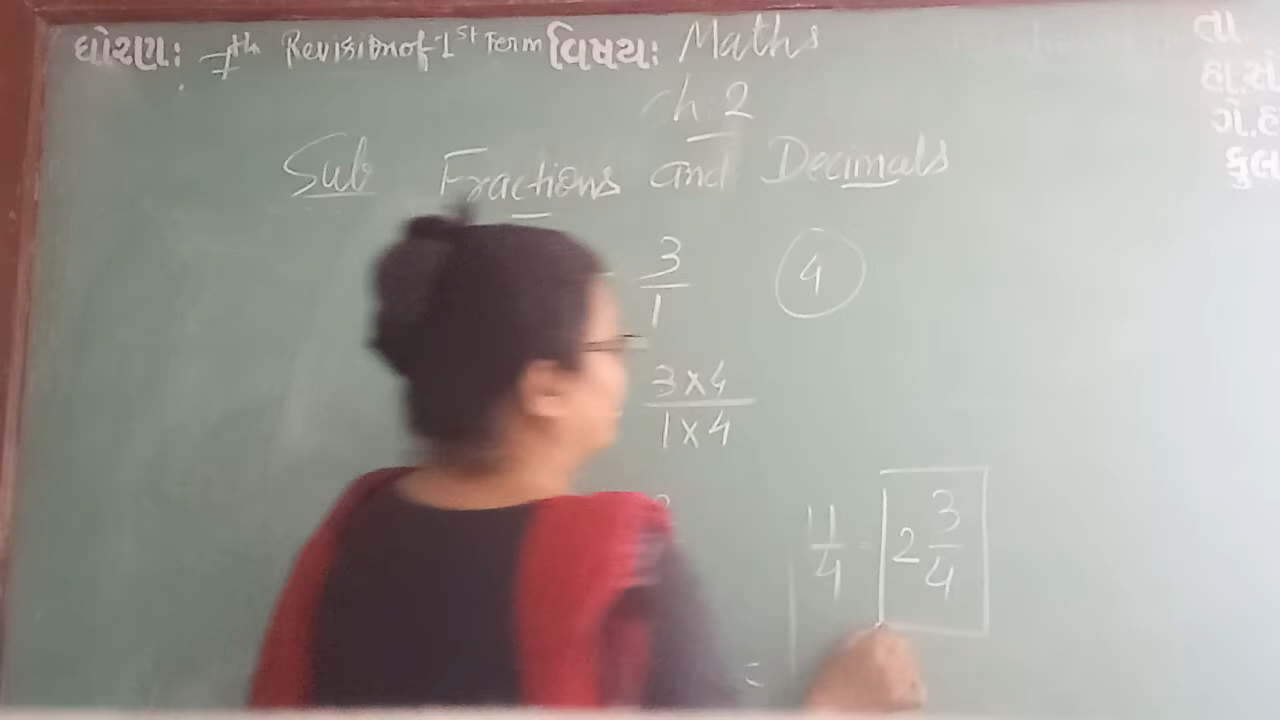 ધોરણ: 7th Revision of 1st Term વિષય: Maths
તા.
હા.સં
ગે.હ
કુલ
ch: 2
Sub Fractions and Decimals
3/1 4
3×4/1×4
11/4 = 2 3/4
=